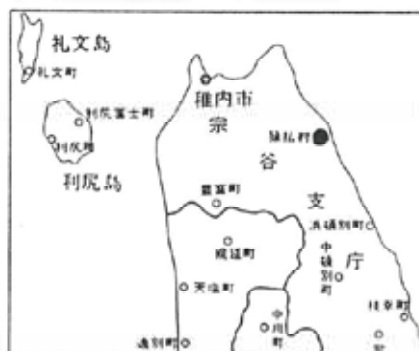 礼文島
礼文町
利尻富士町
利尻町
利尻島
稚内市
宗谷支庁
猿払村
豊富町
浜頓別町
中頓別町
幌延町
枝幸町
天塩町
中川町
遠別町